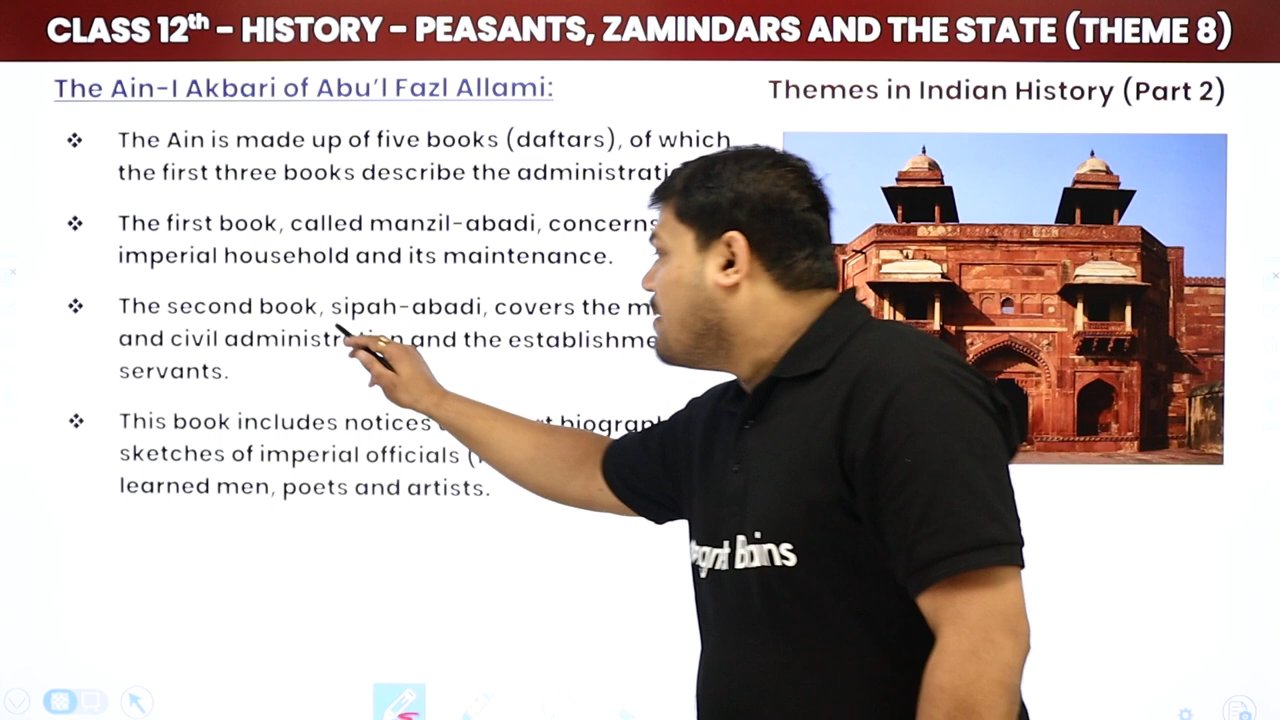 CLASS 12th – HISTORY – PEASANTS, ZAMINDARS AND THE STATE (THEME 8)
The Ain-I Akbari of Abu'l Fazl Allami:
Themes in Indian History (Part 2)
The Ain is made up of five books (daftars), of which
the first three books describe the
The first book, called manzil-abadi, concerns
imperial household and its maintenance.
The second book, sipah-abadi, covers the
and civil and the
servants.
This book includes notices
sketches of imperial officials
learned men, poets and artists.
Brains